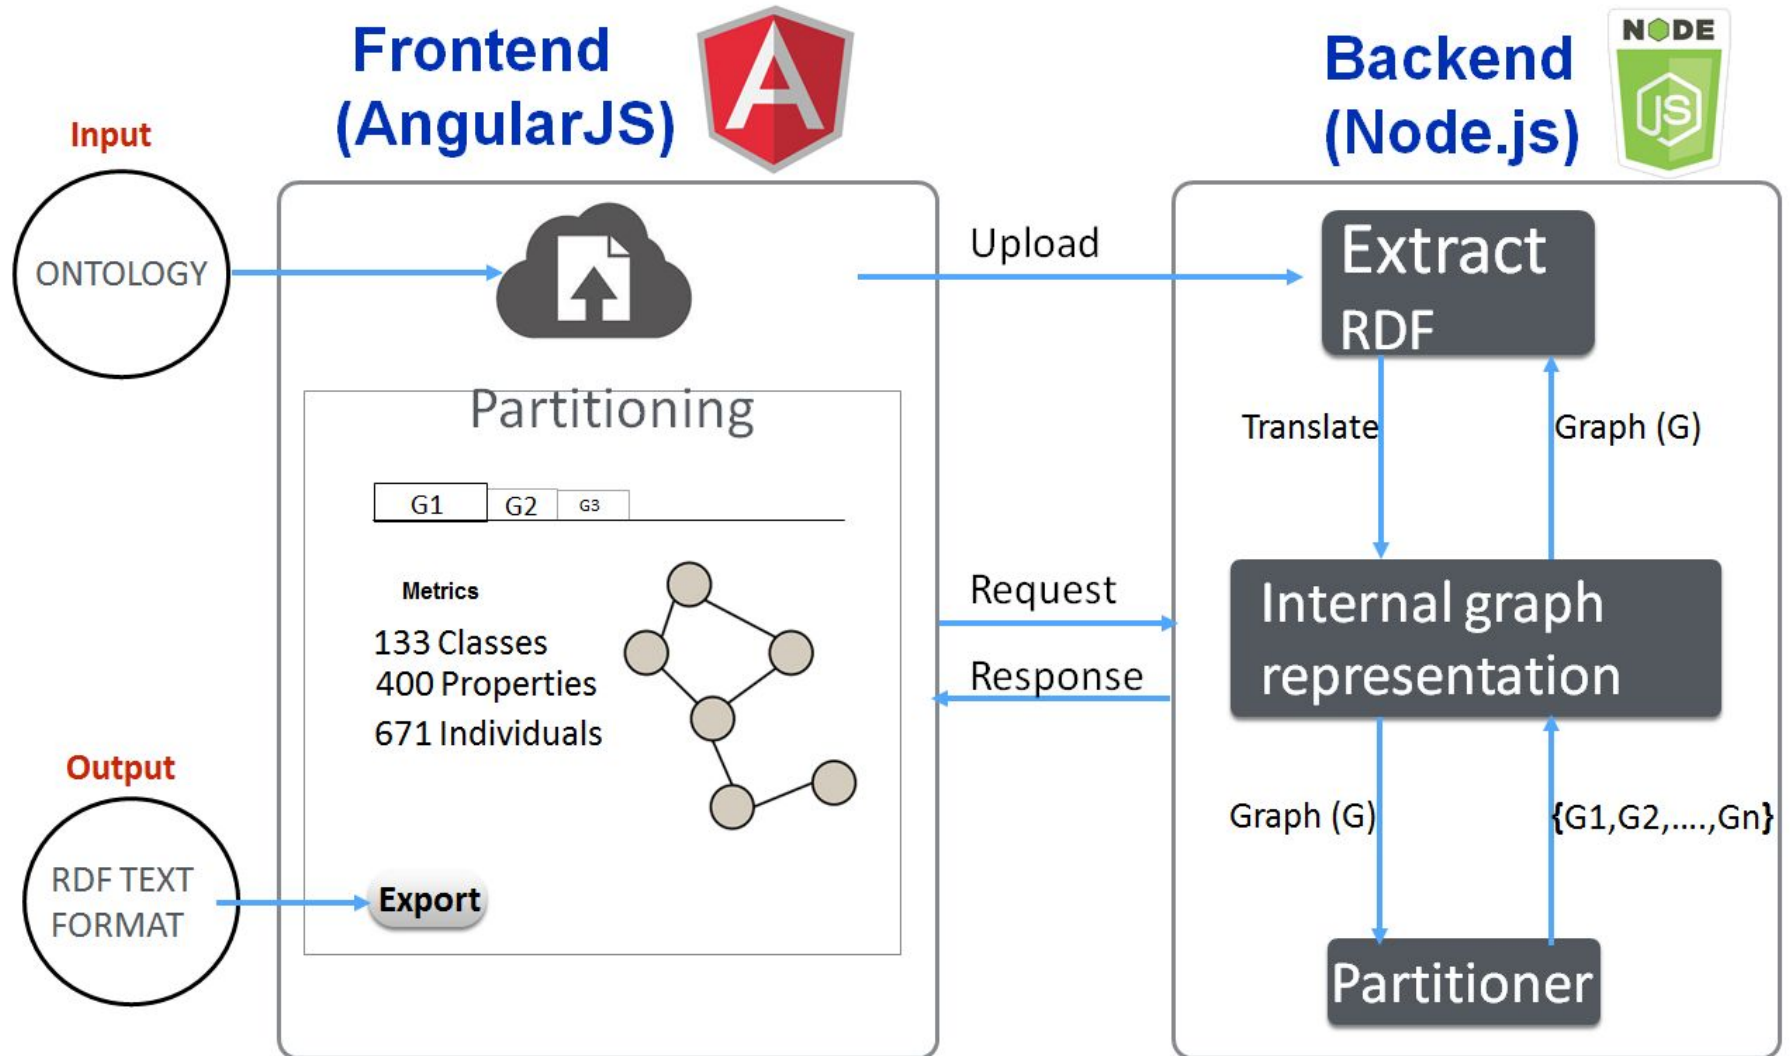 Frontend
(AngularJS)
A
Backend
(Node.js)
NODE
JS
Input
ONTOLOGY
Upload
Extract
RDF
Partitioning
Translate
Graph (G)
G1
G2
G3
Metrics
133 Classes
400 Properties
671 Individuals
Request
Response
Internal graph
representation
Output
RDF TEXT
FORMAT
Export
Graph (G)
{G1,G2,....,Gn}
Partitioner